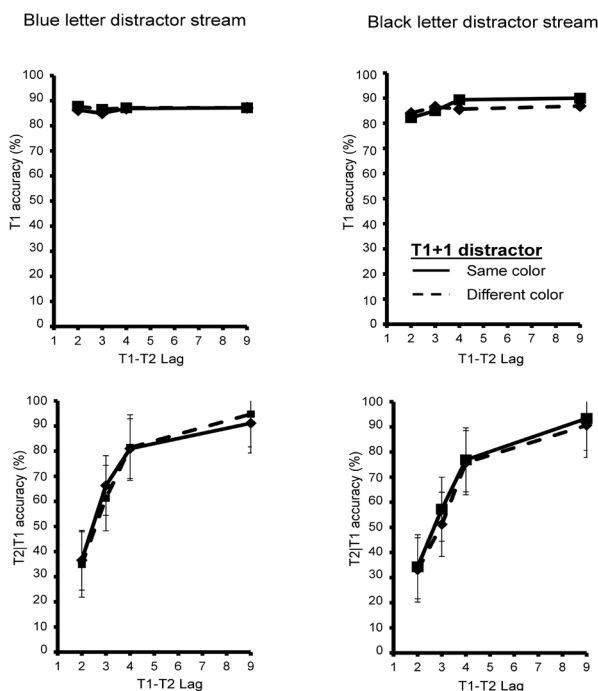 Blue letter distractor stream
Black letter distractor stream
100
90
80
70
60
50
40
30
20
10
0
T1 accuracy (%)
1 2 3 4 5 6 7 8 9
T1-T2 Lag
100
90
80
70
60
50
40
30
20
10
0
T1 accuracy (%)
T1+1 distractor
Same color
Different color
1 2 3 4 5 6 7 8 9
T1-T2 Lag
100
90
80
70
60
50
40
30
20
10
0
T2|T1 accuracy (%)
1 2 3 4 5 6 7 8 9
T1-T2 Lag
100
90
80
70
60
50
40
30
20
10
0
T2|T1 accuracy (%)
1 2 3 4 5 6 7 8 9
T1-T2 Lag